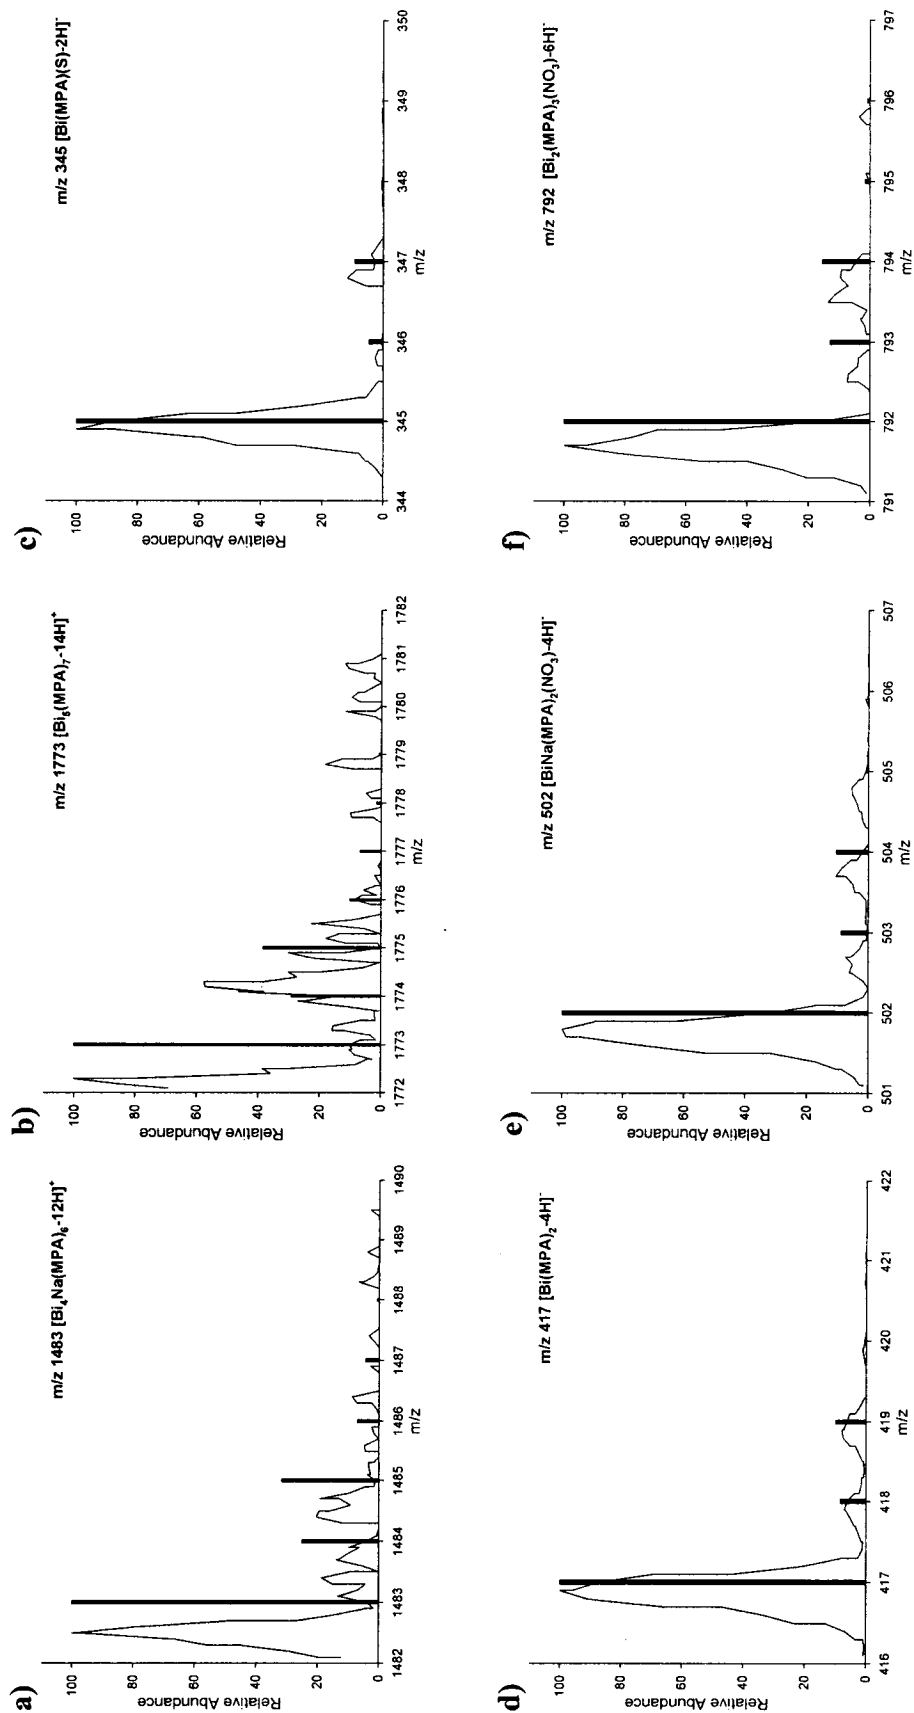 a)
m/z 1483 [Bi₄Na(MPA)₆-12H]⁺
Relative Abundance
100
80
60
40
20
0
1482 1483 1484 1485 1486 1487 1488 1489 1490
m/z
b)
m/z 1773 [Bi₅(MPA)₇-14H]⁺
Relative Abundance
100
80
60
40
20
0
1772 1773 1774 1775 1776 1777 1778 1779 1780 1781 1782
m/z
c)
m/z 345 [Bi(MPA)(S)-2H]⁻
Relative Abundance
100
80
60
40
20
0
344 345 346 347 348 349 350
m/z
d)
m/z 417 [Bi(MPA)₂-4H]⁻
Relative Abundance
100
80
60
40
20
0
416 417 418 419 420 421 422
m/z
e)
m/z 502 [BiNa(MPA)₂(NO₃)-4H]⁻
Relative Abundance
100
80
60
40
20
0
501 502 503 504 505 506 507
m/z
f)
m/z 792 [Bi₂(MPA)₃(NO₃)-6H]⁻
Relative Abundance
100
80
60
40
20
0
791 792 793 794 795 796 797
m/z